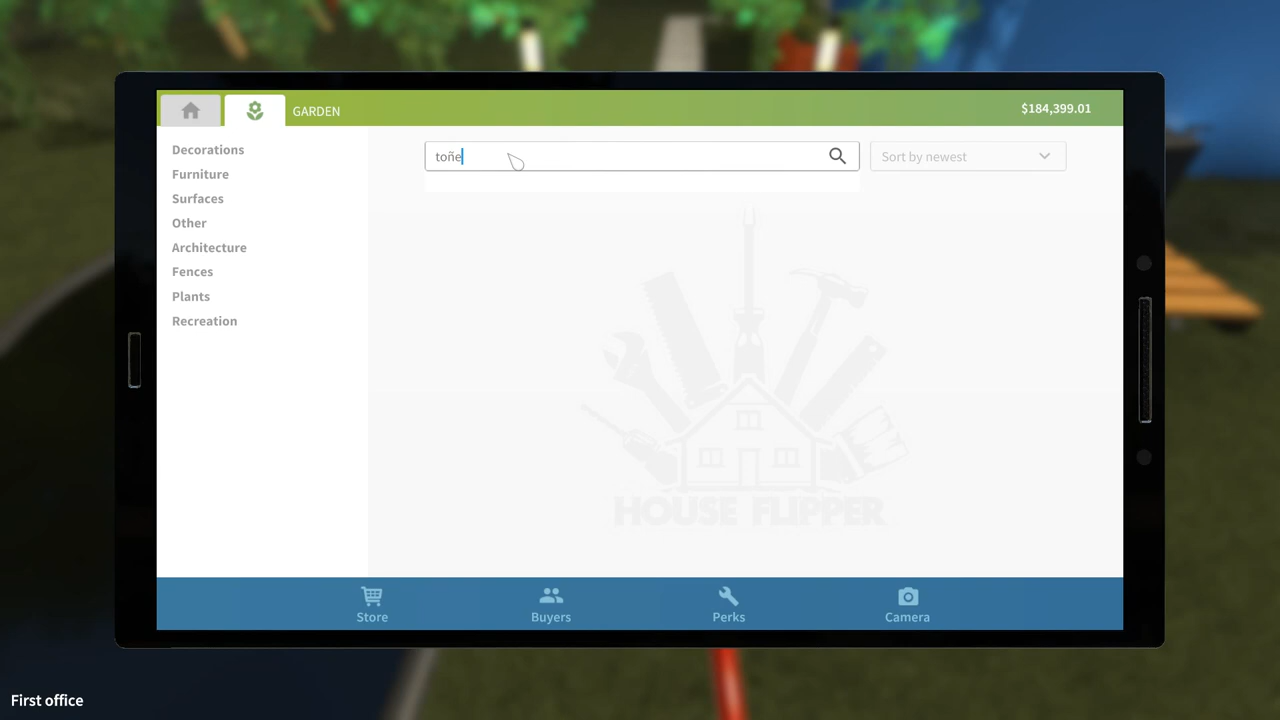 GARDEN
$184,399.01
toñe
Sort by newest
Decorations
Furniture
Surfaces
Other
Architecture
Fences
Plants
Recreation
HOUSE FLIPPER
Store
Buyers
Perks
Camera
First office